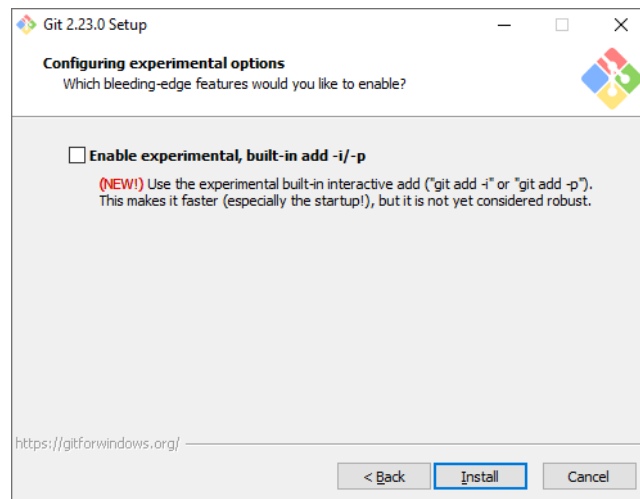 Git 2.23.0 Setup
Configuring experimental options
Which bleeding-edge features would you like to enable?
Enable experimental, built-in add -i/-p
(NEW!) Use the experimental built-in interactive add ("git add -i" or "git add -p").
This makes it faster (especially the startup!), but it is not yet considered robust.
https://gitforwindows.org/
< Back Install Cancel